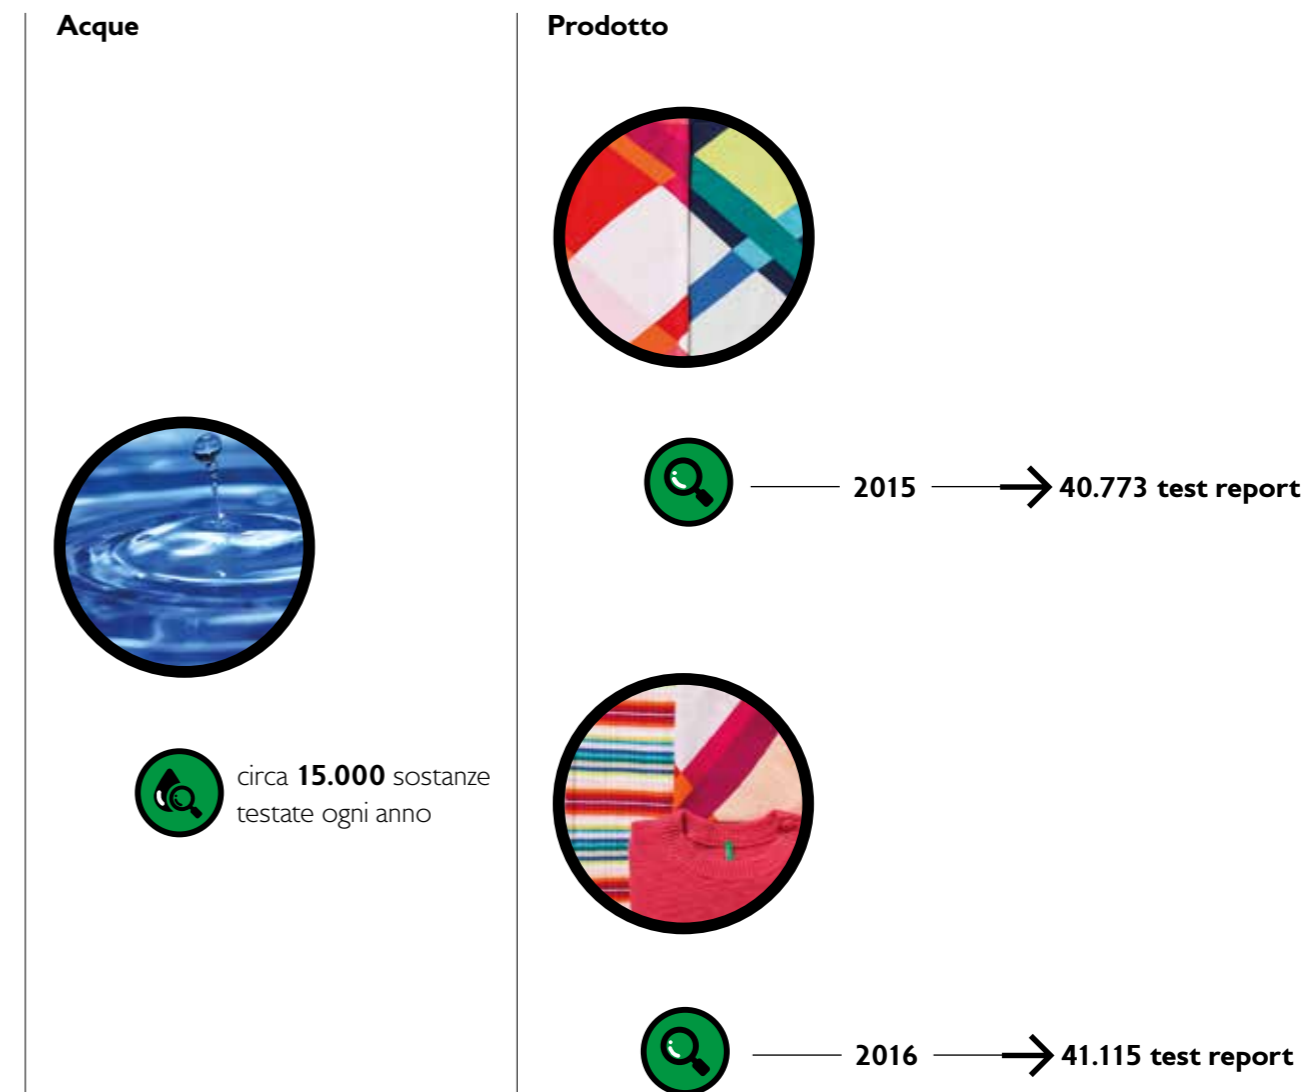 Acque
circa 15.000 sostanze
testate ogni anno
Prodotto
2015 40.773 test report
2016 41.115 test report